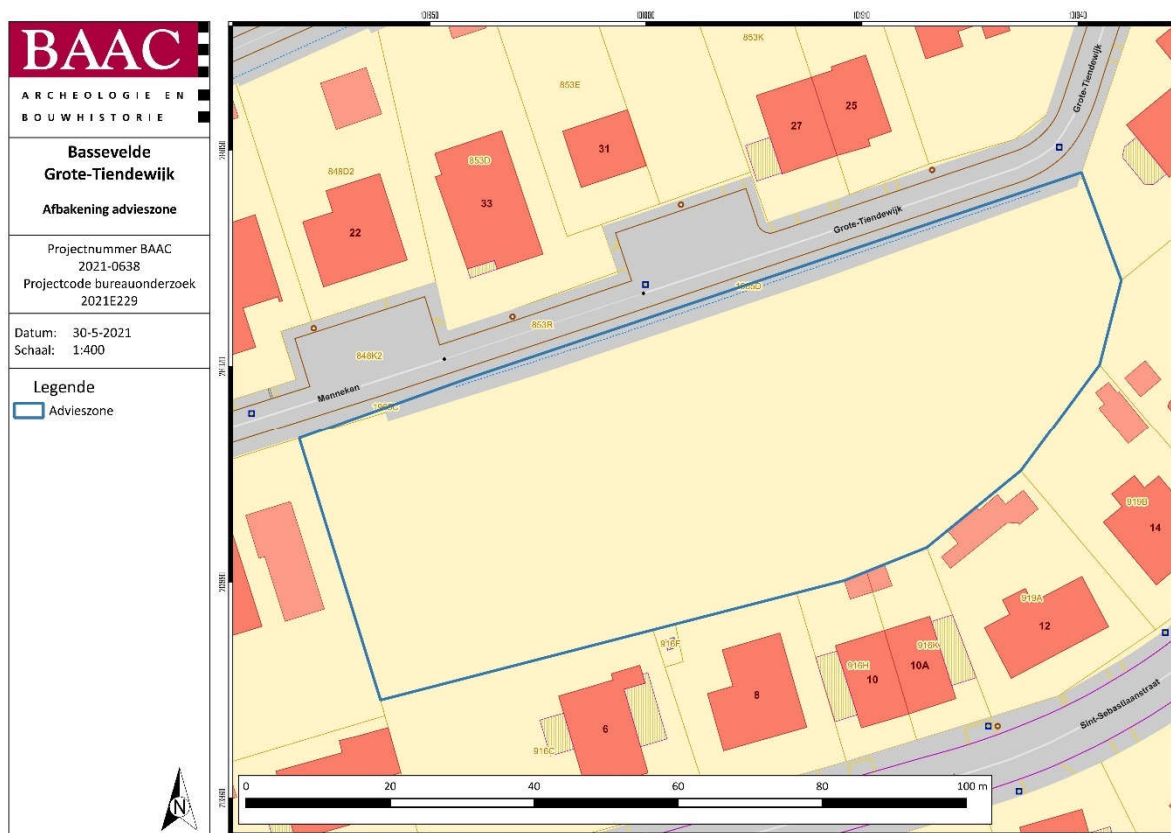 BAAC
ARCHEOLOGIE EN
BOUWHISTORIE
Bassevelde
Grote-Tiendewijk
Afbakening advieszone
Projectnummer BAAC
2021-0638
Projectcode bureauonderzoek
2021E229
Datum: 30-5-2021
Schaal: 1:400
Legende
Advieszone
N
853K
853E
25
27
31
853D
33
848D2
22
Grote-Tiendewijk
Grote-Tiendewijk
853R
848K2
Manneken
919B
14
919A
12
916K
10A
916H
10
916F
8
6
916C
Sint-Sebastiaanstraat
0 20 40 60 80 100 m